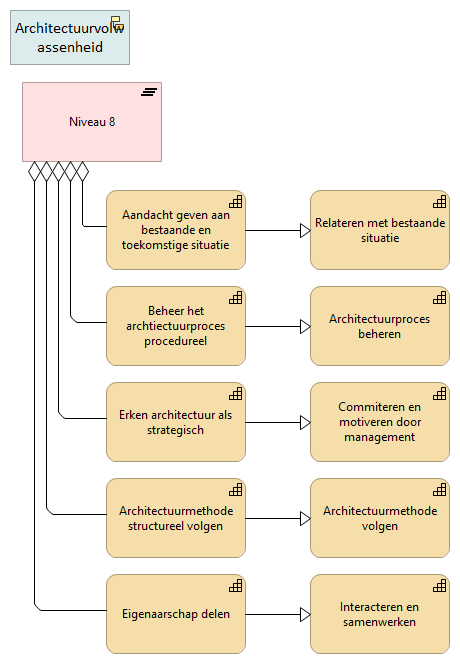 Architectuurvolw
assenheid
Niveau 8
Aandacht geven aan
bestaande en
toekomstige situatie
Relateren met bestaande
situatie
Beheer het
archtiectuurproces
procedureel
Architectuurproces
beheren
Erken architectuur als
strategisch
Commiteren en
motiveren door
management
Architectuurmethode
structureel volgen
Architectuurmethode
volgen
Eigenaarschap delen
Interacteren en
samenwerken